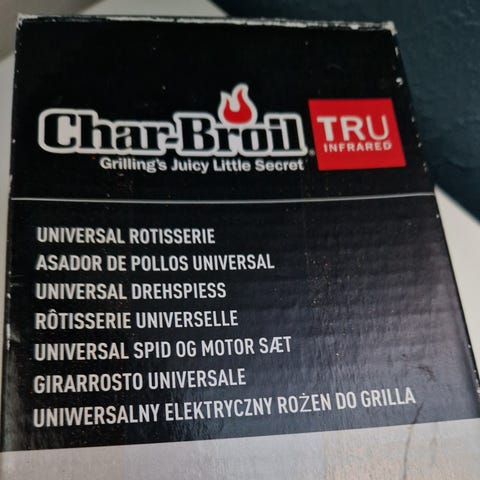 Char-Broil® TRU
INFRARED
Grilling's Juicy Little Secret
UNIVERSAL ROTISSERIE
ASADOR DE POLLOS UNIVERSAL
UNIVERSAL DREHSPIESS
RÔTISSERIE UNIVERSELLE
UNIVERSAL SPID OG MOTOR SÆT
GIRARROSTO UNIVERSALE
UNIWERSALNY ELEKTRYCZNY ROŻEN DO GRILLA